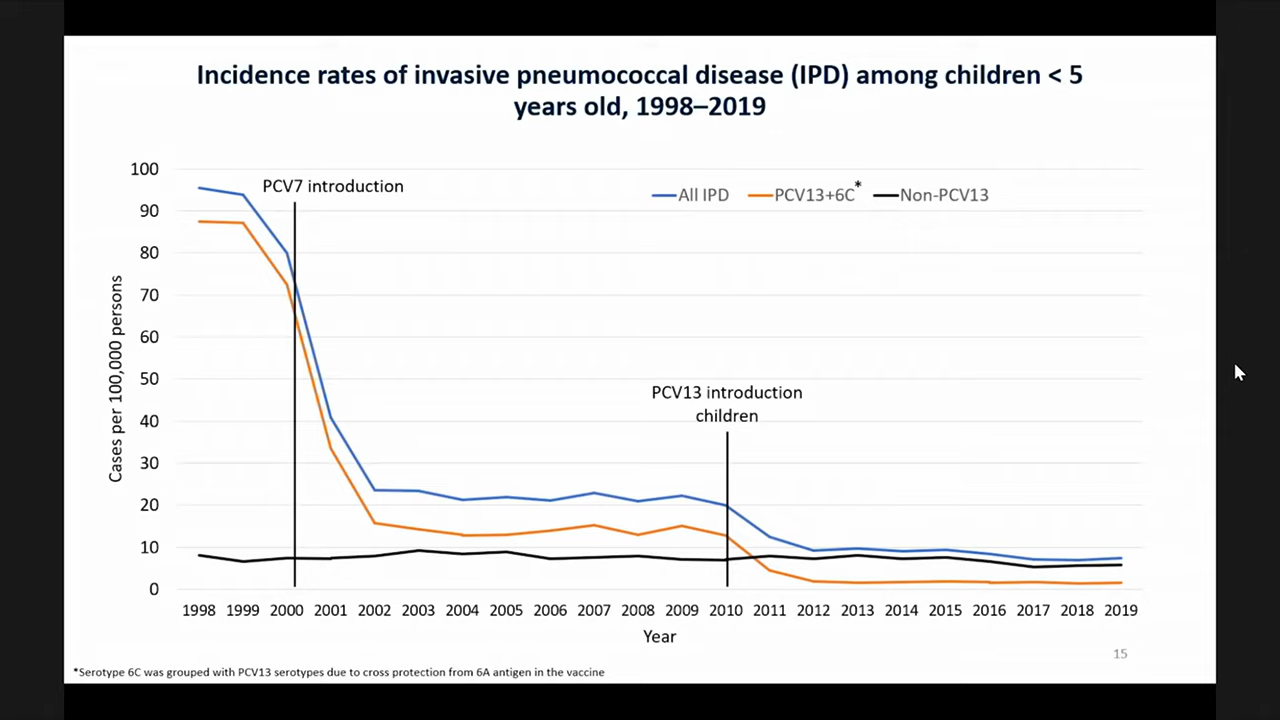 Incidence rates of invasive pneumococcal disease (IPD) among children < 5
years old, 1998–2019
100
90
80
70
60
50
40
30
20
10
0
Cases per 100,000 persons
PCV7 introduction
All IPD
PCV13+6C*
Non-PCV13
PCV13 introduction
children
1998 1999 2000 2001 2002 2003 2004 2005 2006 2007 2008 2009 2010 2011 2012 2013 2014 2015 2016 2017 2018 2019
Year
15
*Serotype 6C was grouped with PCV13 serotypes due to cross protection from 6A antigen in the vaccine